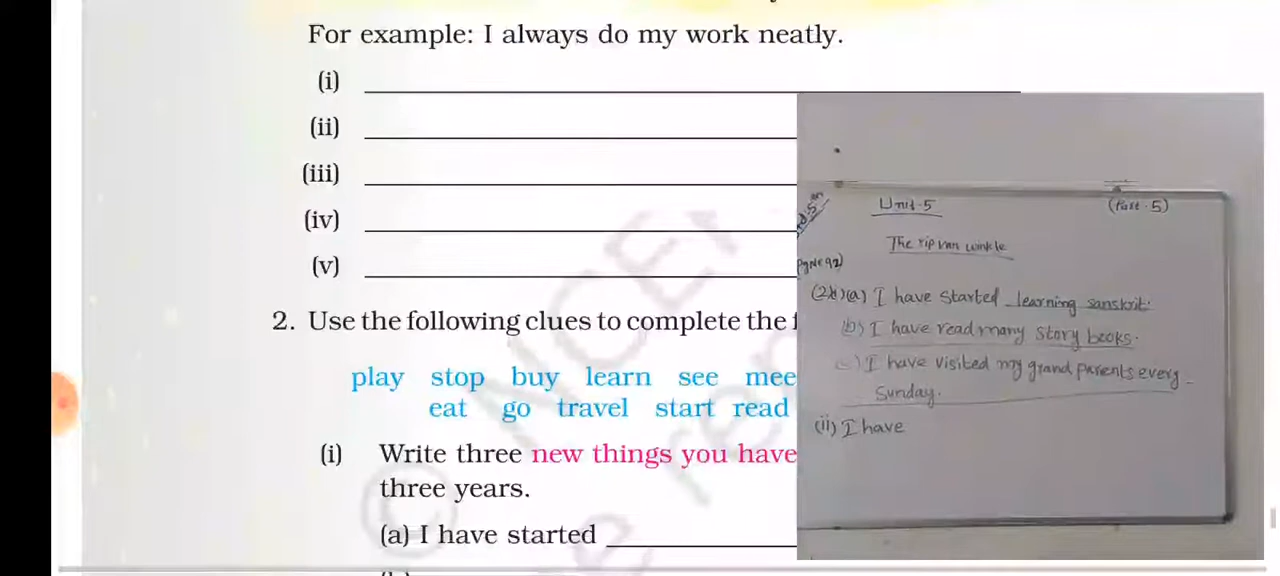 For example: I always do my work neatly.
(i)
(ii)
(iii)
(iv)
(v)
2. Use the following clues to complete the f
play stop buy learn see mee
eat go travel start read
(i) Write three new things you have
three years.
(a) I have started
© NCER
Unit-5
(Part-5)
The rip van winkle
PgNo 92)
(a) I have started learning sanskrit.
(b) I have read many story books.
(c) I have visited my grand parents every
Sunday.
(ii) I have